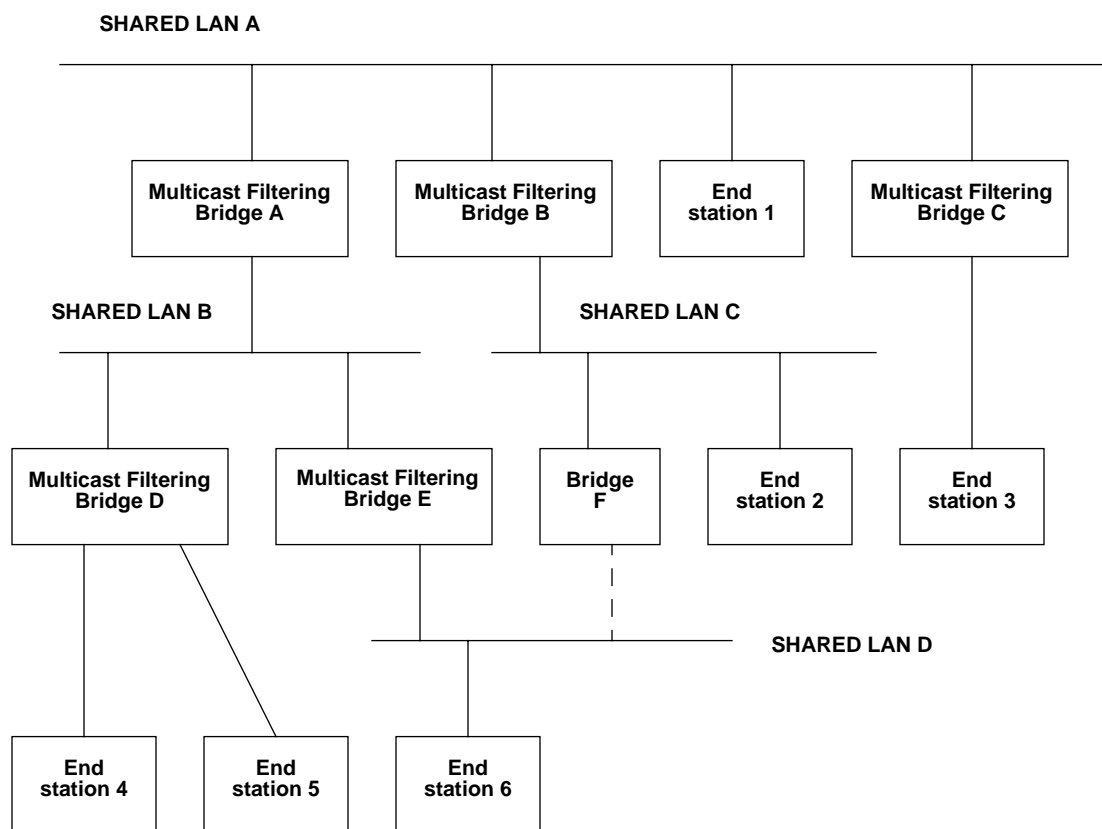 SHARED LAN A
Multicast Filtering
Bridge A
Multicast Filtering
Bridge B
End
station 1
Multicast Filtering
Bridge C
SHARED LAN B
SHARED LAN C
Multicast Filtering
Bridge D
Multicast Filtering
Bridge E
Bridge
F
End
station 2
End
station 3
SHARED LAN D
End
station 4
End
station 5
End
station 6